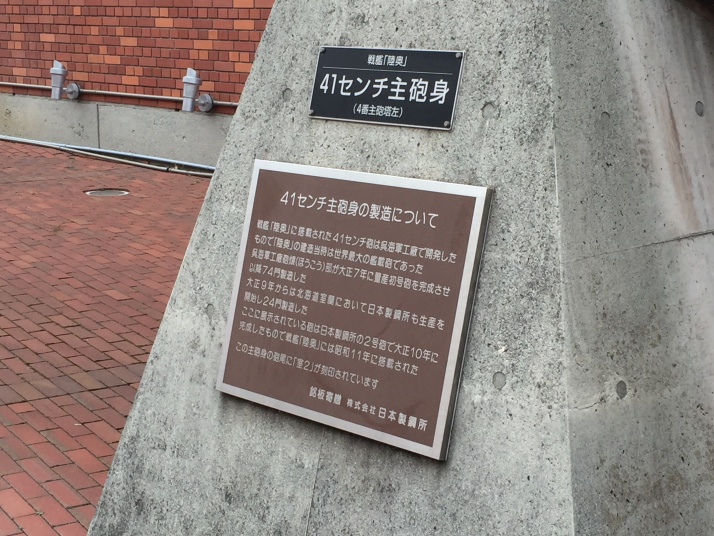 戦艦「陸奥」
41センチ主砲身
(4番主砲塔左)
41センチ主砲身の製造について
戦艦「陸奥」に搭載された41センチ砲は呉海軍工廠で開発した
もので「陸奥」の建造当時は世界最大の艦載砲であった
呉海軍工廠砲熕(ほうこう)部が大正7年に量産初号砲を完成させ
以降74門製造した
大正9年からは北海道室蘭において日本製鋼所も生産を
開始し24門製造した
ここに展示されている砲は日本製鋼所の2号砲で大正10年に
完成したもので戦艦「陸奥」には昭和11年に搭載された
この主砲身の砲尾に「室2」が刻印されています
銘板寄贈 株式会社 日本製鋼所